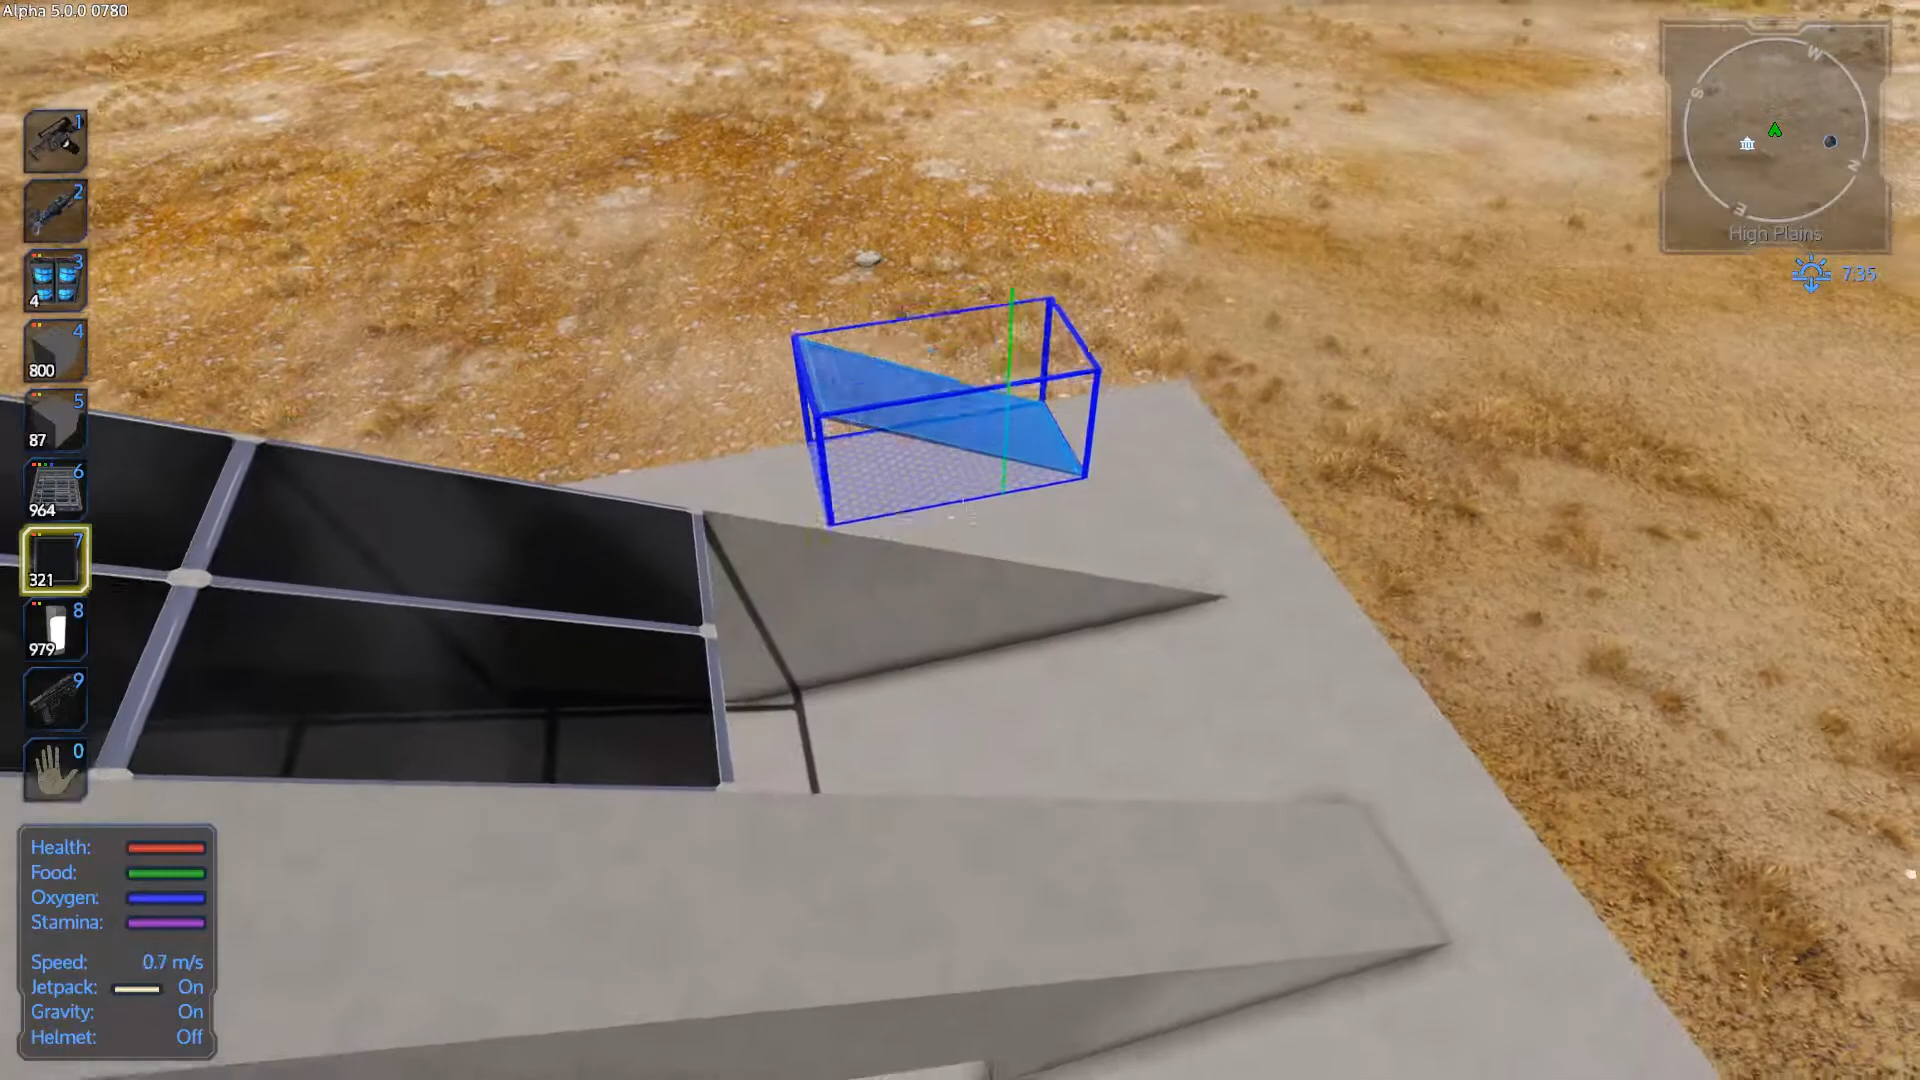 Alpha 5.0.0 0780
W
S
N
E
High Plains
7:35
1
2
3
4
4
800
5
87
6
964
7
321
8
979
9
0
Health:
Food:
Oxygen:
Stamina:
Speed: 0.7 m/s
Jetpack: On
Gravity: On
Helmet: Off